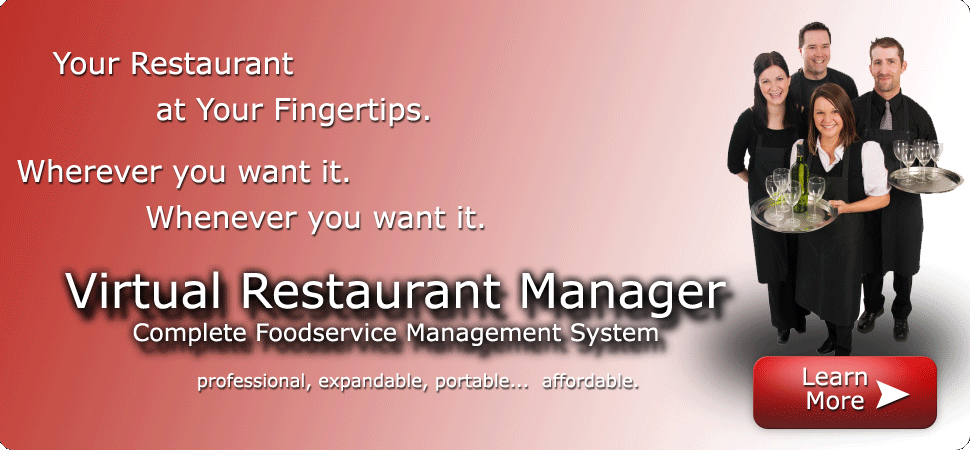 Your Restaurant
at Your Fingertips.
Wherever you want it.
Whenever you want it.
Virtual Restaurant Manager
Complete Foodservice Management System
professional, expandable, portable... affordable.
Learn
More